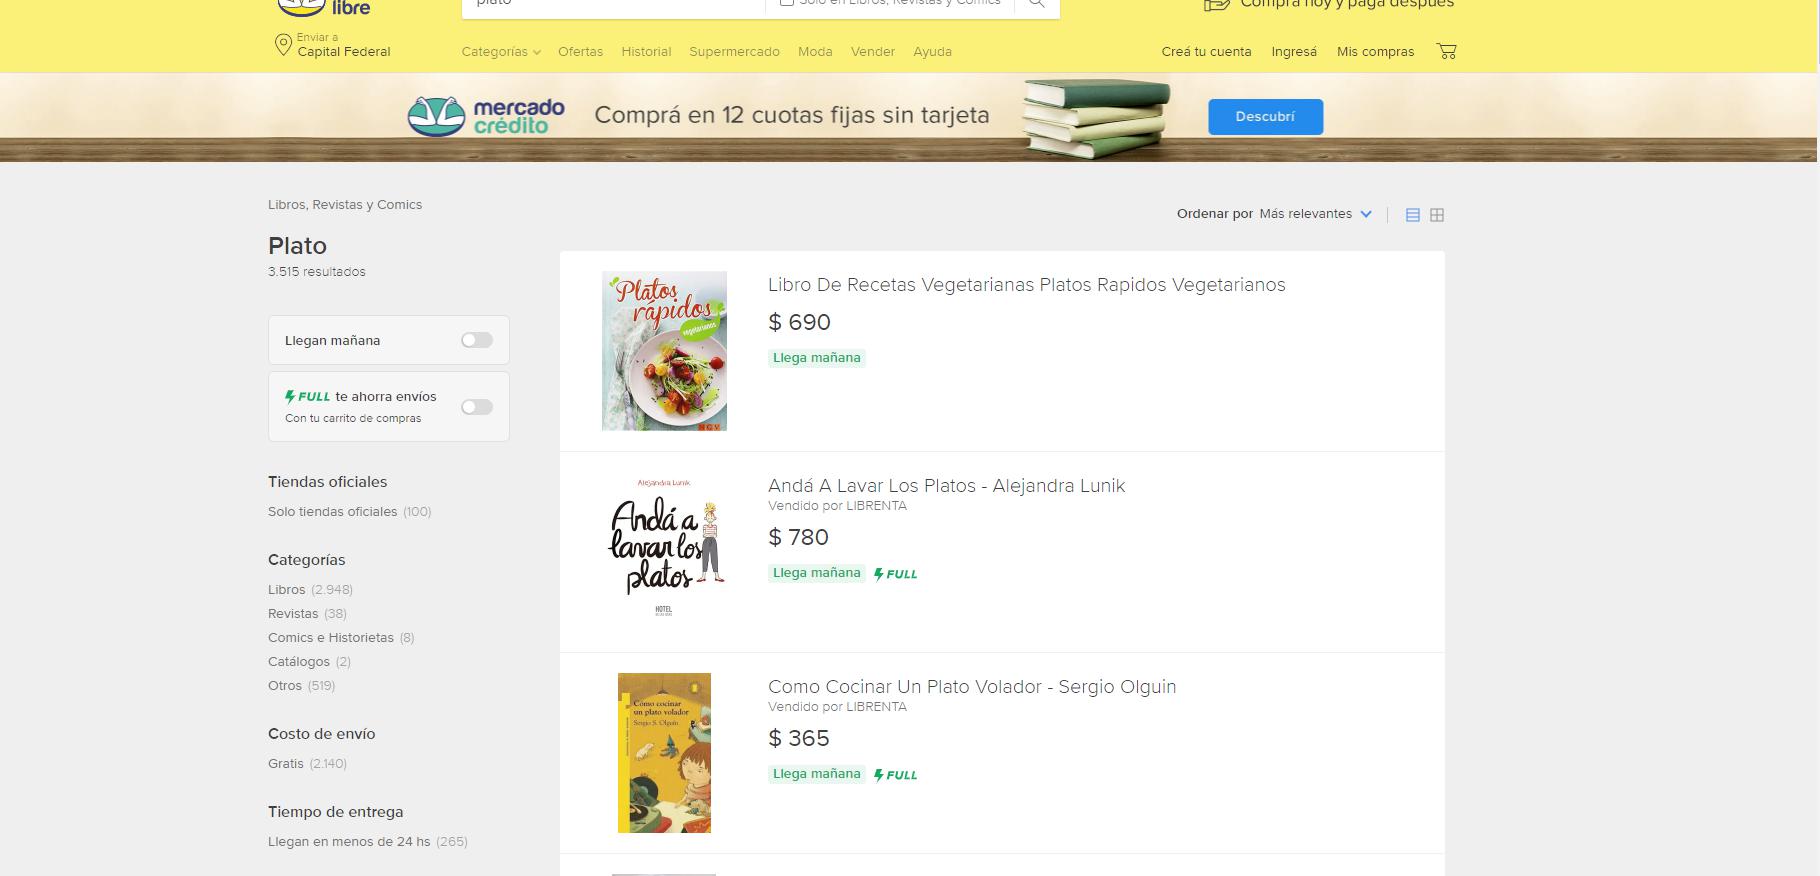 libre
plato
Solo en Libros, Revistas y Comics
Comprá hoy y pagá después
Enviar a
Capital Federal
Categorías
Ofertas
Historial
Supermercado
Moda
Vender
Ayuda
Creá tu cuenta
Ingresá
Mis compras
mercado
crédito
Comprá en 12 cuotas fijas sin tarjeta
Descubrí
Libros, Revistas y Comics
Ordenar por Más relevantes
Plato
3.515 resultados
Llegan mañana
FULL te ahorra envíos
Con tu carrito de compras
Tiendas oficiales
Solo tiendas oficiales (100)
Categorías
Libros (2.948)
Revistas (38)
Comics e Historietas (8)
Catálogos (2)
Otros (519)
Costo de envío
Gratis (2.140)
Tiempo de entrega
Llegan en menos de 24 hs (265)
Platos
rápidos
vegetarianos
NGV
Libro De Recetas Vegetarianas Platos Rapidos Vegetarianos
$ 690
Llega mañana
Alejandra Lunik
Andá a
lavar los
platos
HOTEL
Andá A Lavar Los Platos - Alejandra Lunik
Vendido por LIBRENTA
$ 780
Llega mañana FULL
Cómo cocinar
un plato volador
Sergio S. Olguín
Como Cocinar Un Plato Volador - Sergio Olguin
Vendido por LIBRENTA
$ 365
Llega mañana FULL